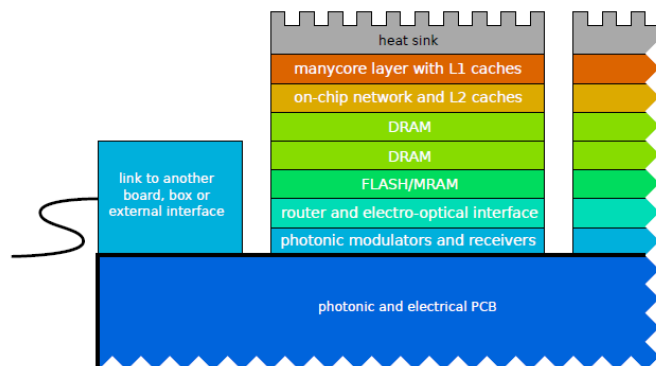 heat sink
manycore layer with L1 caches
on-chip network and L2 caches
DRAM
DRAM
FLASH/MRAM
router and electro-optical interface
photonic modulators and receivers
link to another
board, box or
external interface
photonic and electrical PCB